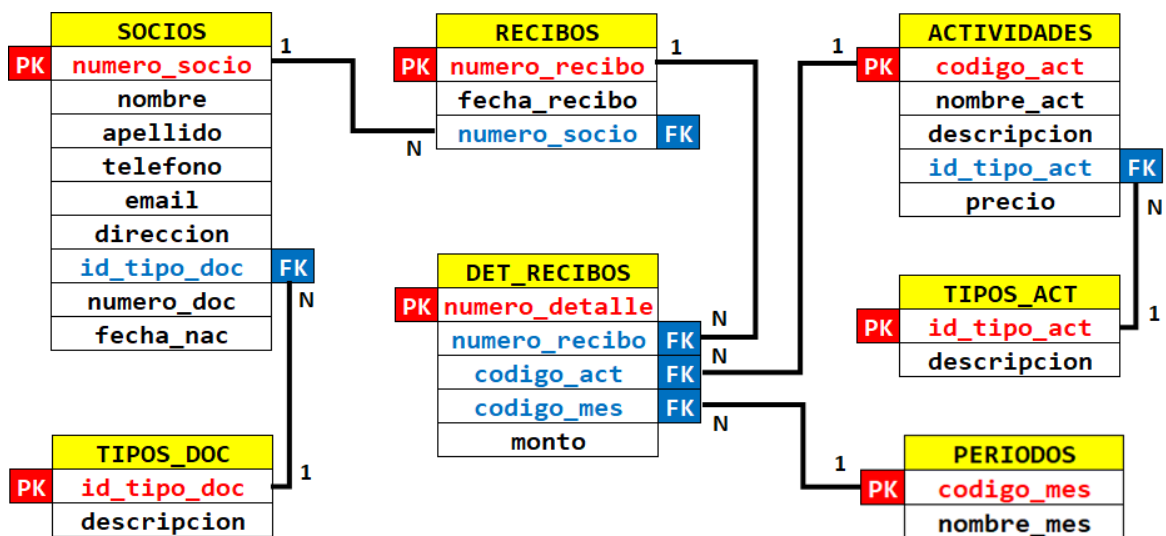 SOCIOS
PK numero_socio 1
nombre
apellido
telefono
email
direccion
id_tipo_doc FK
N
numero_doc
fecha_nac
TIPOS_DOC
PK id_tipo_doc 1
descripcion
RECIBOS
PK numero_recibo 1
fecha_recibo
N numero_socio FK
DET_RECIBOS
PK numero_detalle
N
numero_recibo FK
N
codigo_act FK
codigo_mes FK
N
monto
ACTIVIDADES
1 PK codigo_act
nombre_act
descripcion
id_tipo_act FK
N
precio
TIPOS_ACT
PK id_tipo_act 1
descripcion
PERIODOS
1 PK codigo_mes
nombre_mes